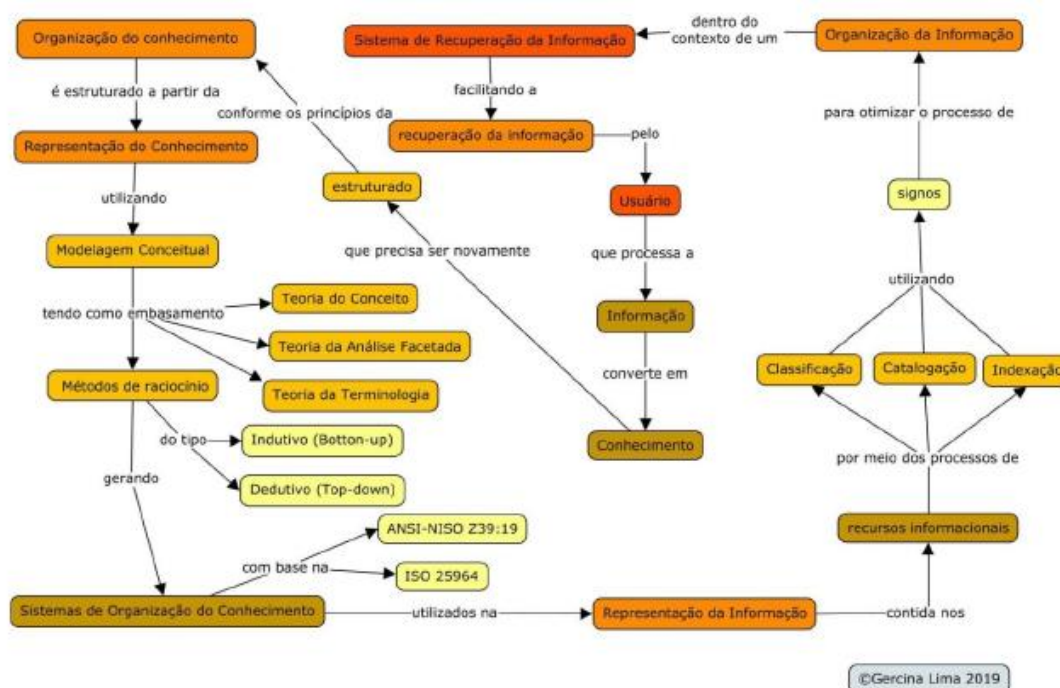 Organização do conhecimento
é estruturado a partir da
Representação do Conhecimento
utilizando
Modelagem Conceitual
tendo como embasamento
Teoria do Conceito
Teoria da Análise Facetada
Teoria da Terminologia
Métodos de raciocínio
do tipo
Indutivo (Botton-up)
Dedutivo (Top-down)
gerando
Sistemas de Organização do Conhecimento
com base na
ANSI-NISO Z39:19
ISO 25964
utilizados na
Representação da Informação
contida nos
recursos informacionais
por meio dos processos de
Classificação
Catalogação
Indexação
utilizando
signos
para otimizar o processo de
Organização da Informação
dentro do
contexto de um
Sistema de Recuperação da Informação
facilitando a
recuperação da informação
pelo
Usuário
que processa a
Informação
converte em
Conhecimento
que precisa ser novamente
estruturado
conforme os princípios da
©Gercina Lima 2019